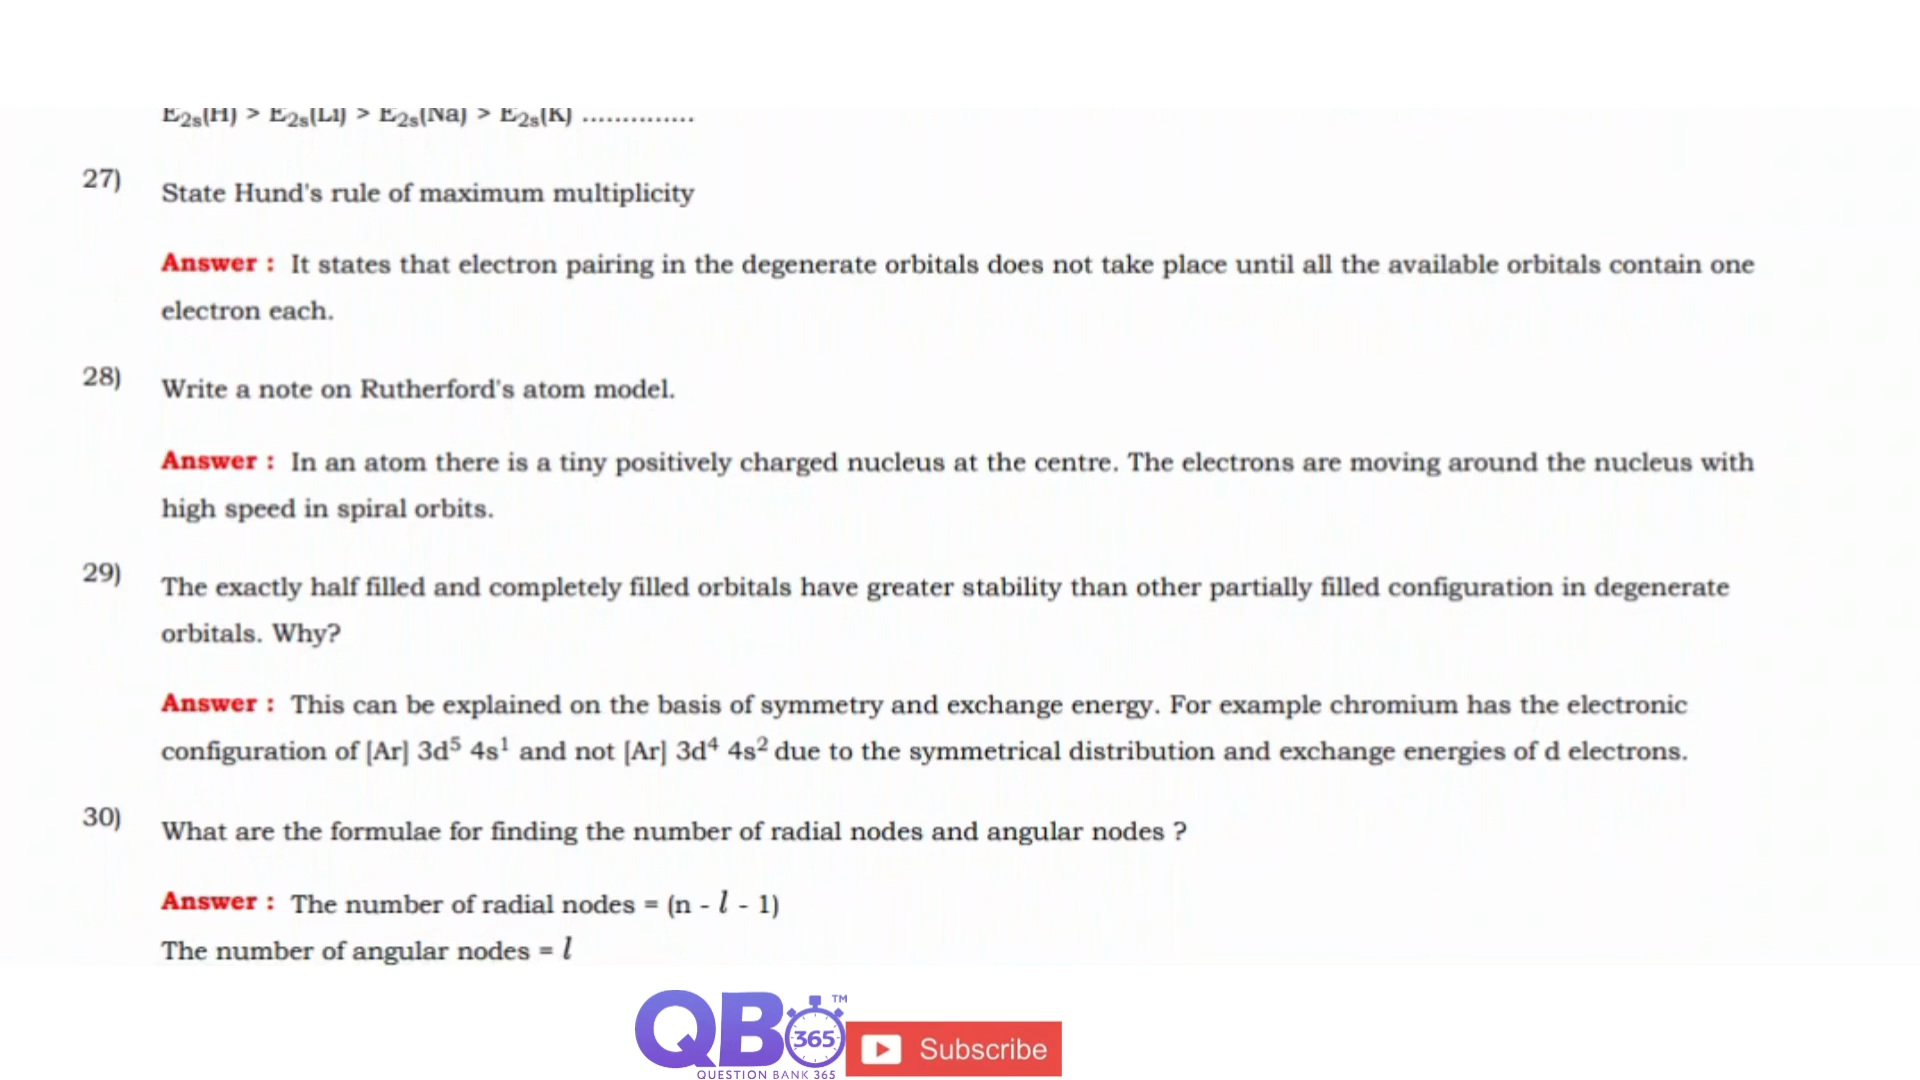 E₂ₛ(H) > E₂ₛ(Li) > E₂ₛ(Na) > E₂ₛ(K) ..............
27)
State Hund's rule of maximum multiplicity
Answer : It states that electron pairing in the degenerate orbitals does not take place until all the available orbitals contain one
electron each.
28)
Write a note on Rutherford's atom model.
Answer : In an atom there is a tiny positively charged nucleus at the centre. The electrons are moving around the nucleus with
high speed in spiral orbits.
29)
The exactly half filled and completely filled orbitals have greater stability than other partially filled configuration in degenerate
orbitals. Why?
Answer : This can be explained on the basis of symmetry and exchange energy. For example chromium has the electronic
configuration of [Ar] 3d⁵ 4s¹ and not [Ar] 3d⁴ 4s² due to the symmetrical distribution and exchange energies of d electrons.
30)
What are the formulae for finding the number of radial nodes and angular nodes ?
Answer : The number of radial nodes = (n - l - 1)
The number of angular nodes = l
QB 365 ™
QUESTION BANK 365
Subscribe